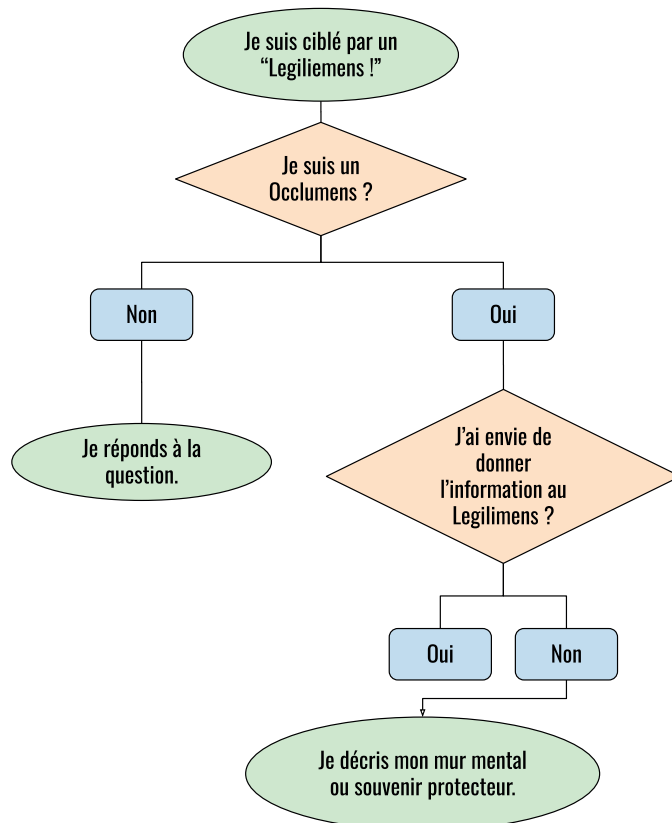 Je suis ciblé par un
“Legiliemens !”
Je suis un
Occlumens ?
Non
Oui
Je réponds à la
question.
J’ai envie de
donner
l’information au
Legilimens ?
Oui
Non
Je décris mon mur mental
ou souvenir protecteur.